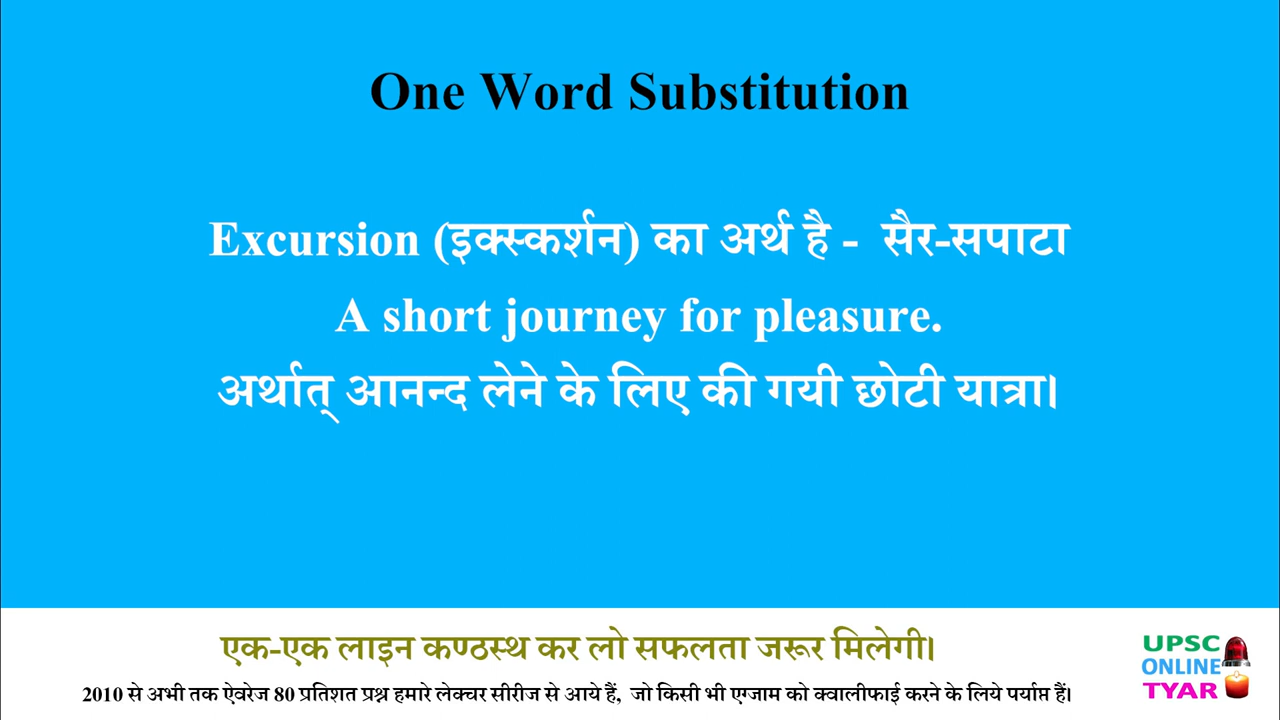 One Word Substitution
Excursion (इक्स्कर्शन) का अर्थ है - सैर-सपाटा
A short journey for pleasure.
अर्थात् आनन्द लेने के लिए की गयी छोटी यात्रा।
एक-एक लाइन कण्ठस्थ कर लो सफलता जरूर मिलेगी।
2010 से अभी तक ऐवरेज 80 प्रतिशत प्रश्न हमारे लेक्चर सीरीज से आये हैं, जो किसी भी एग्जाम को क्वालीफाई करने के लिये पर्याप्त हैं।
UPSC
ONLINE
TYAR